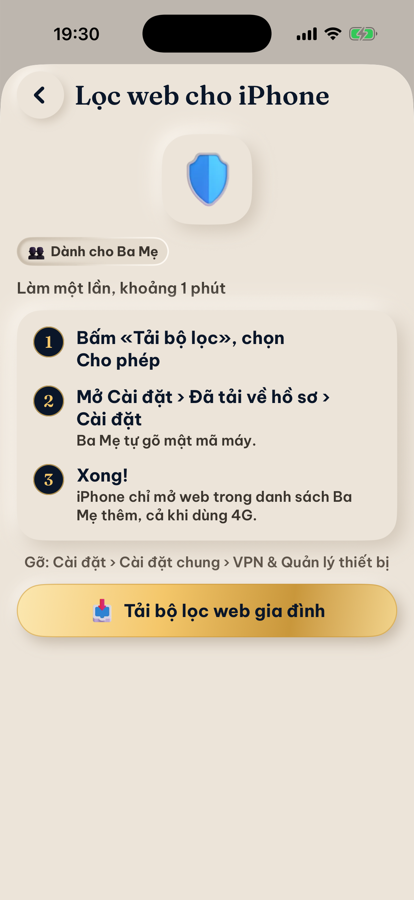 19:30
Lọc web cho iPhone
Dành cho Ba Mẹ
Làm một lần, khoảng 1 phút
1 Bấm «Tải bộ lọc», chọn
Cho phép
2 Mở Cài đặt › Đã tải về hồ sơ ›
Cài đặt
Ba Mẹ tự gõ mật mã máy.
3 Xong!
iPhone chỉ mở web trong danh sách Ba
Mẹ thêm, cả khi dùng 4G.
Gỡ: Cài đặt › Cài đặt chung › VPN & Quản lý thiết bị
Tải bộ lọc web gia đình